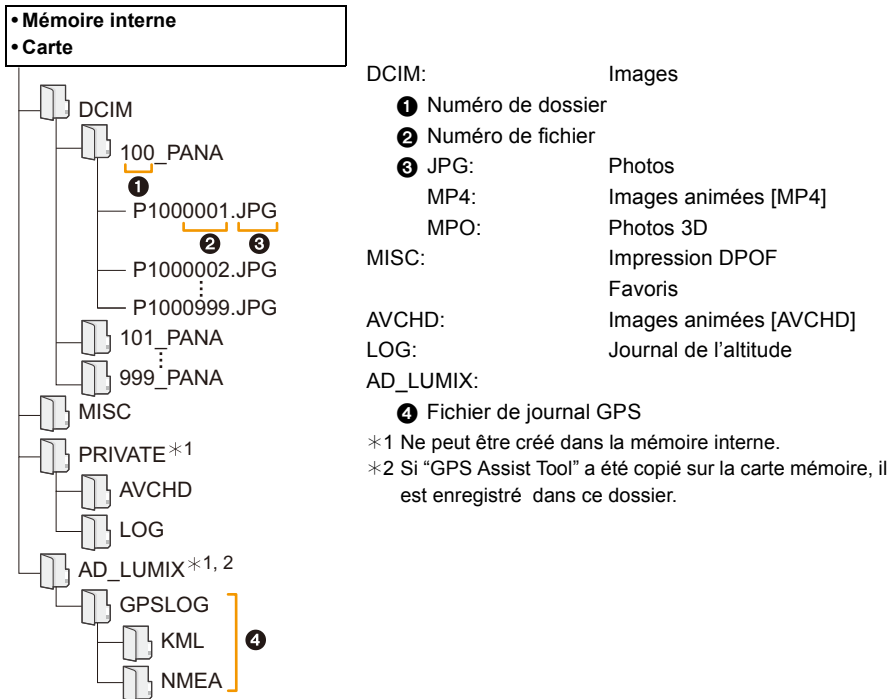 • Mémoire interne
• Carte
DCIM
100_PANA
❶
P1000001.JPG
❷ ❸
P1000002.JPG
P1000999.JPG
101_PANA
999_PANA
MISC
PRIVATE∗1
AVCHD
LOG
AD_LUMIX∗1, 2
GPSLOG
KML
❹
NMEA
DCIM: Images
❶ Numéro de dossier
❷ Numéro de fichier
❸ JPG: Photos
MP4: Images animées [MP4]
MPO: Photos 3D
MISC: Impression DPOF
Favoris
AVCHD: Images animées [AVCHD]
LOG: Journal de l’altitude
AD_LUMIX:
❹ Fichier de journal GPS
∗1 Ne peut être créé dans la mémoire interne.
∗2 Si “GPS Assist Tool” a été copié sur la carte mémoire, il
est enregistré dans ce dossier.